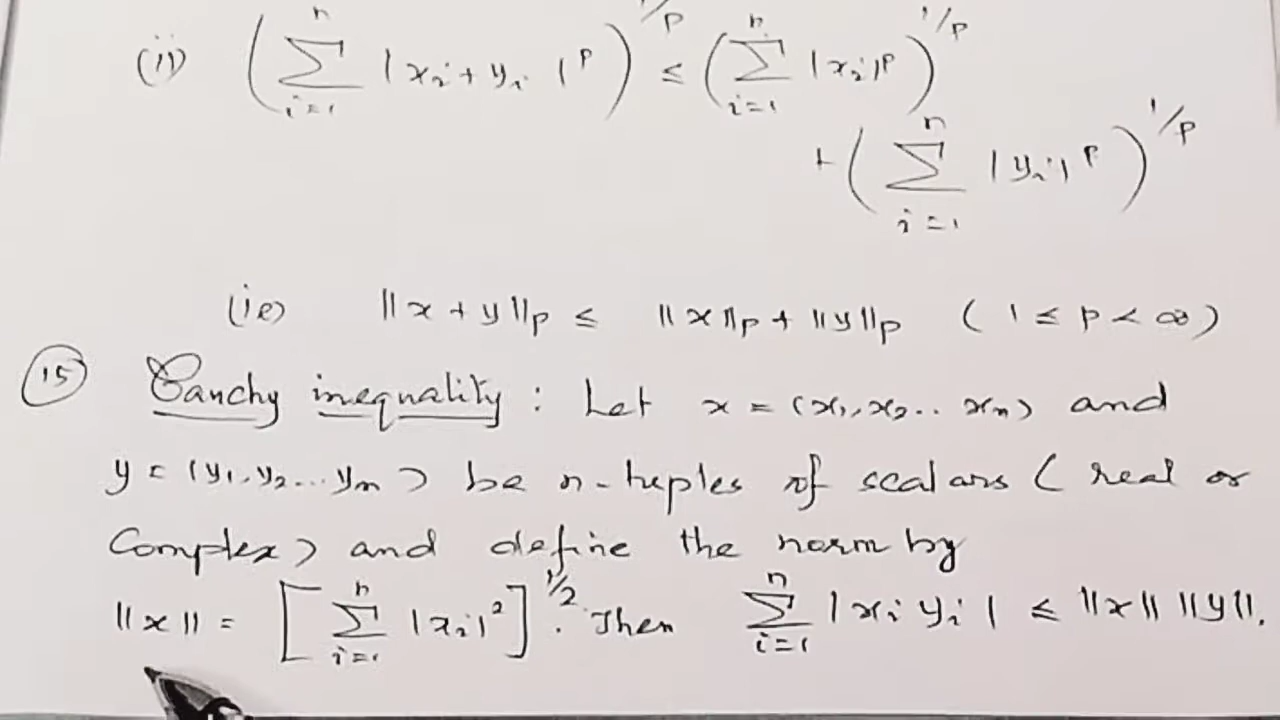 (ii) (∑_{i=1}^{n} |x_i + y_i|^p)^{1/p} ≤ (∑_{i=1}^{n} |x_i|^p)^{1/p}
+ (∑_{i=1}^{n} |y_i|^p)^{1/p}
(ie) ||x + y||_p ≤ ||x||_p + ||y||_p (1 ≤ p < ∞)
(15) Cauchy inequality : Let x = (x_1, x_2 .. x_n) and
y = (y_1, y_2 ... y_n) be n-tuples of scalars (real or
Complex) and define the norm by
||x|| = [∑_{i=1}^{n} |x_i|^2]^{1/2}. Then ∑_{i=1}^{n} |x_i y_i| ≤ ||x|| ||y||.